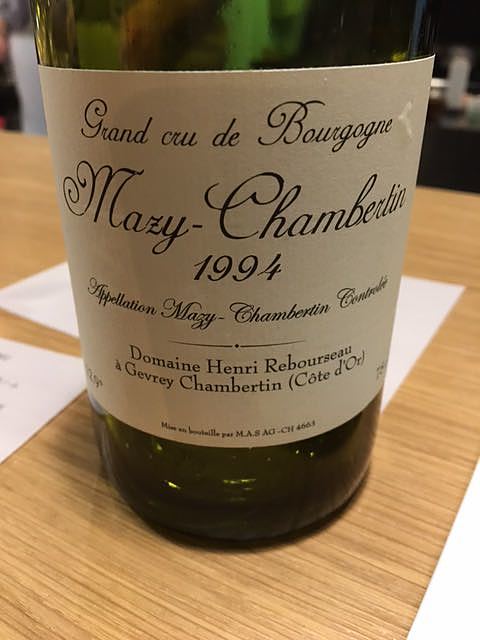 Grand cru de Bourgogne
Mazy-Chambertin
1994
Appellation Mazy-Chambertin Contrôlée
Domaine Henri Rebourseau
à Gevrey Chambertin (Côte d'Or)
Mise en bouteille par M.A.S AG-CH 4663